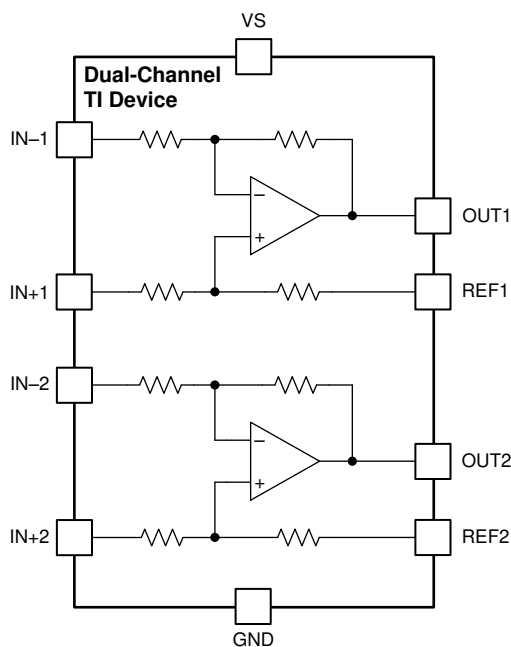 VS
Dual-Channel
TI Device
IN–1
OUT1
IN+1
REF1
IN–2
OUT2
IN+2
REF2
GND
−
+
−
+